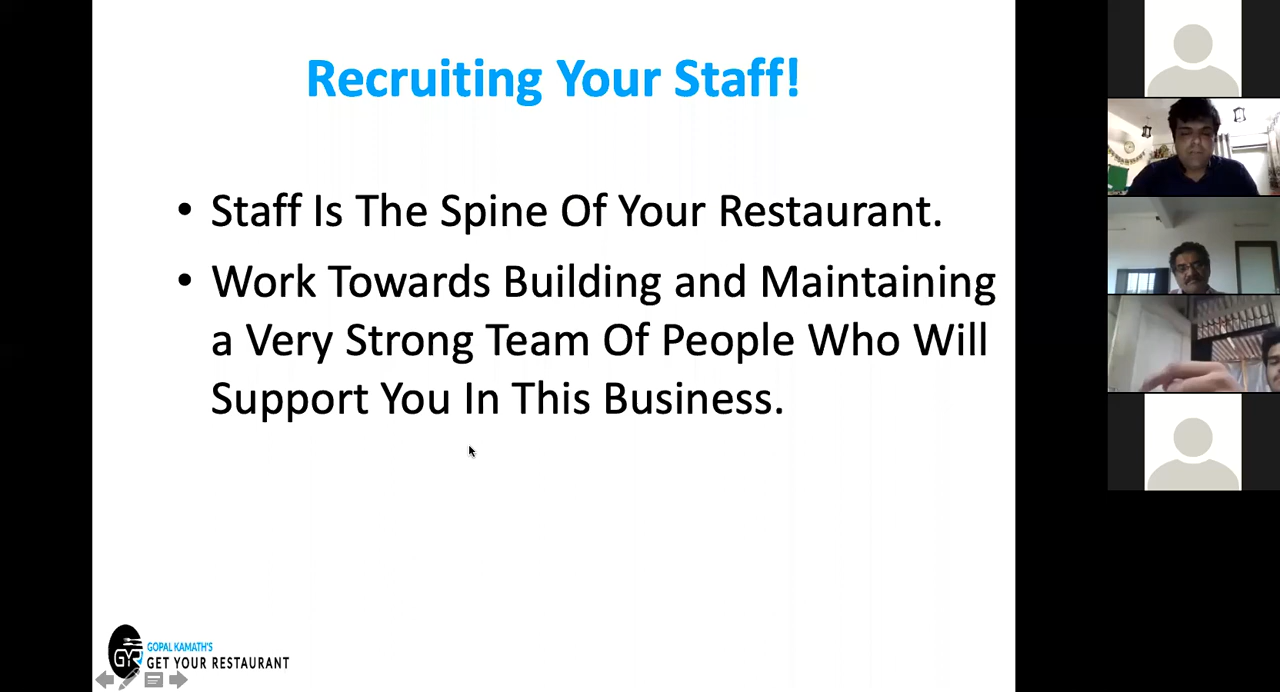 Recruiting Your Staff!
• Staff Is The Spine Of Your Restaurant.
• Work Towards Building and Maintaining
a Very Strong Team Of People Who Will
Support You In This Business.
GYR
GOPAL KAMATH'S
GET YOUR RESTAURANT